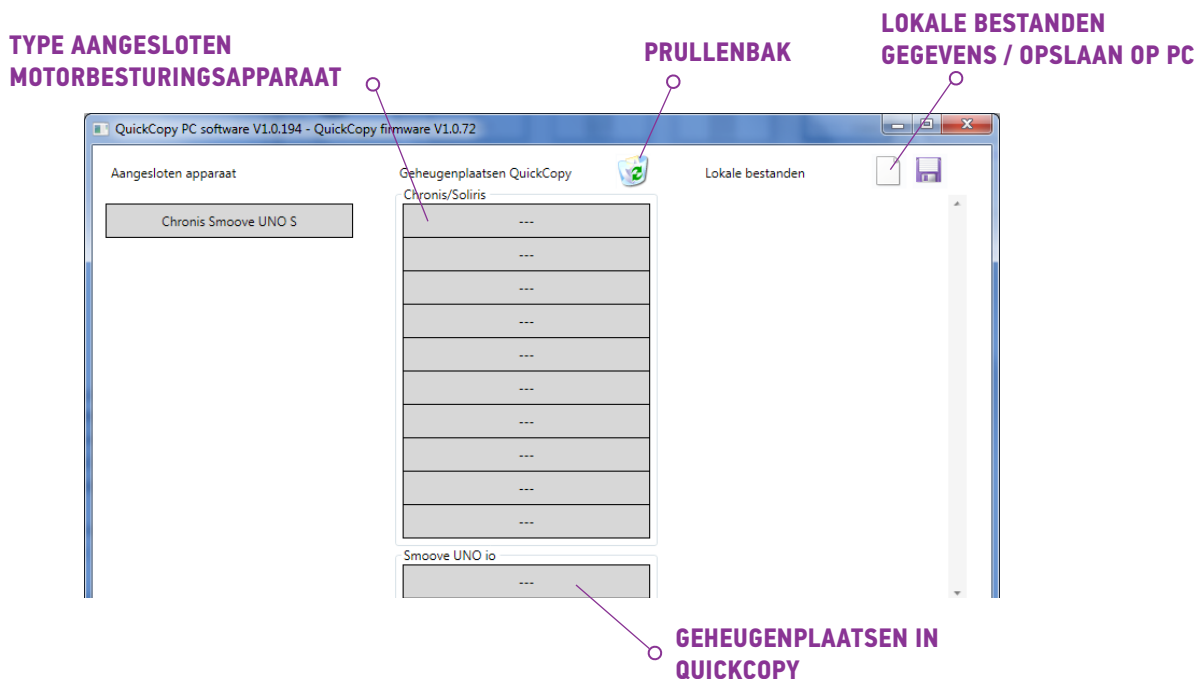 LOKALE BESTANDEN
GEGEVENS / OPSLAAN OP PC
TYPE AANGESLOTEN
MOTORBESTURINGSAPPARAAT
PRULLENBAK
QuickCopy PC software V1.0.194 - QuickCopy firmware V1.0.72
Aangesloten apparaat
Geheugenplaatsen QuickCopy
Lokale bestanden
Chronis/Soliris
Chronis Smoove UNO S
---
---
---
---
---
---
---
---
---
---
Smoove UNO io
---
GEHEUGENPLAATSEN IN
QUICKCOPY